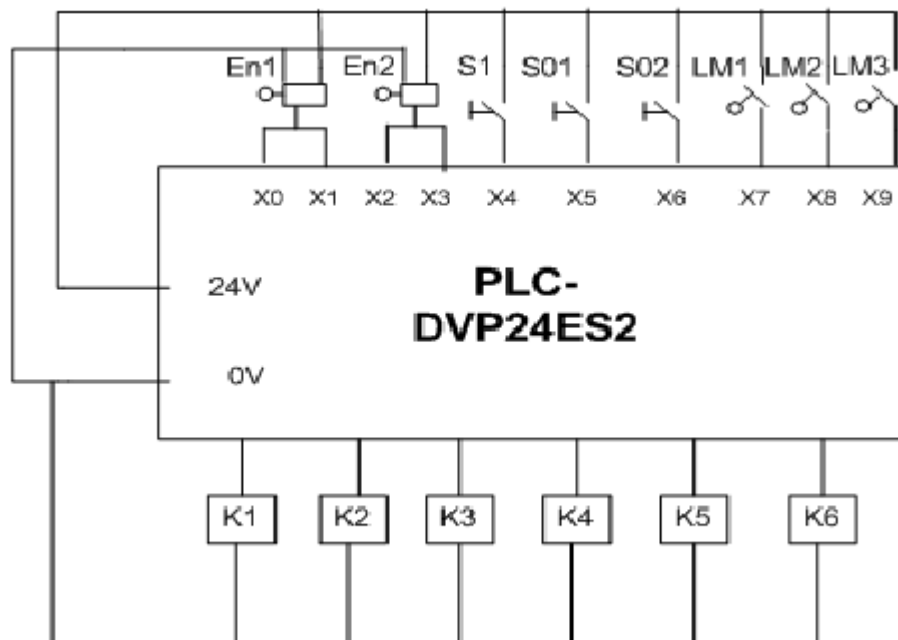 En1 En2 S1 S01 S02 LM1 LM2 LM3
X0 X1 X2 X3 X4 X5 X6 X7 X8 X9
24V
PLC-
DVP24ES2
0V
K1 K2 K3 K4 K5 K6